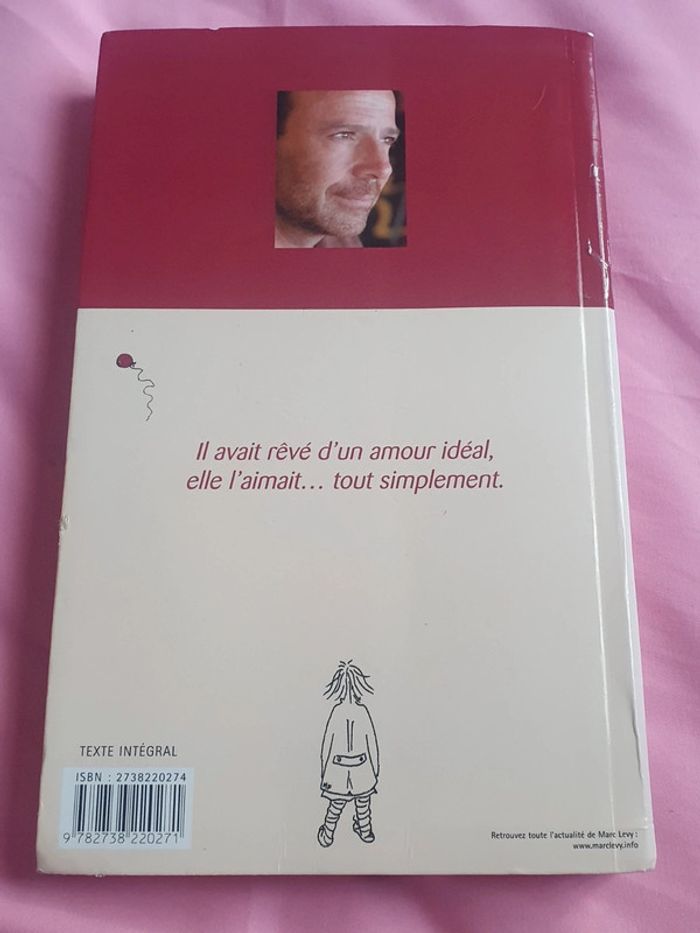 Il avait rêvé d'un amour idéal,
elle l'aimait... tout simplement.
TEXTE INTÉGRAL
ISBN : 2738220274
9 782738 220271
Retrouvez toute l'actualité de Marc Levy :
www.marclevy.info